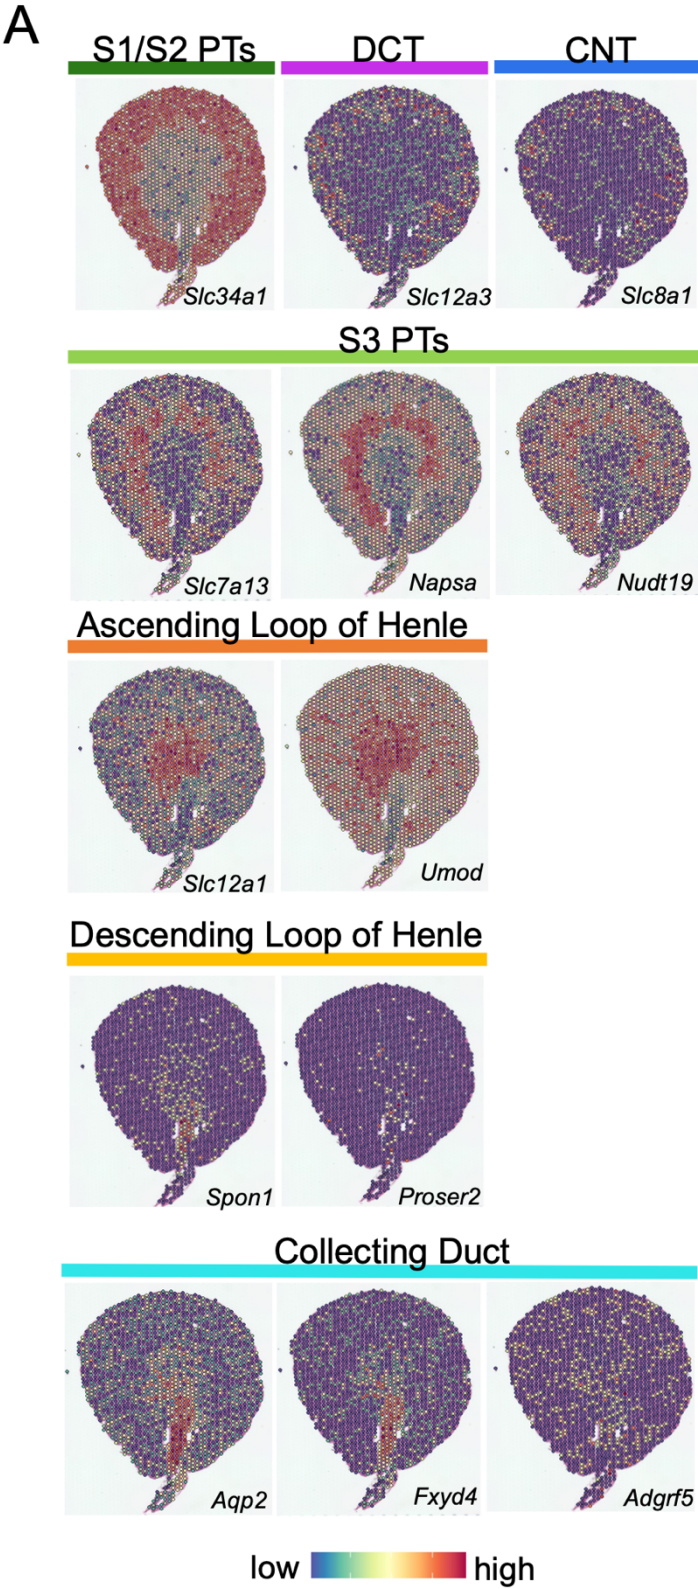 A
S1/S2 PTs DCT CNT
Slc34a1 Slc12a3 Slc8a1
S3 PTs
Slc7a13 Napsa Nudt19
Ascending Loop of Henle
Slc12a1 Umod
Descending Loop of Henle
Spon1 Proser2
Collecting Duct
Aqp2 Fxyd4 Adgrf5
low high